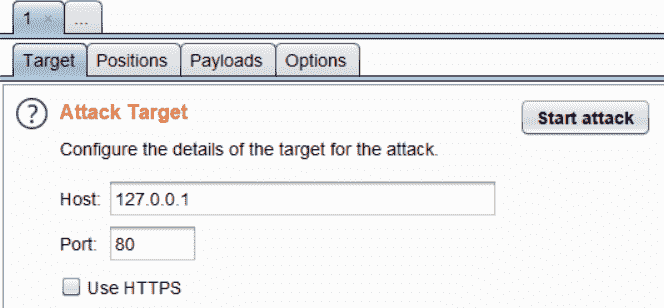 1 × ...
Target Positions Payloads Options
? Attack Target Start attack
Configure the details of the target for the attack.
Host: 127.0.0.1
Port: 80
Use HTTPS